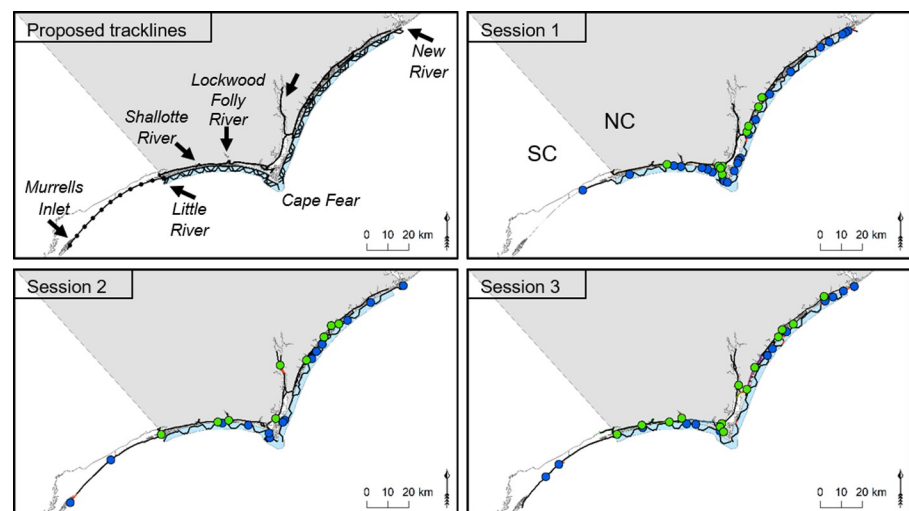 Proposed tracklines
New
River
Lockwood
Folly
River
Shallotte
River
Murrells
Inlet
Little
River
Cape Fear
0 10 20 km
Session 1
NC
SC
0 10 20 km
Session 2
0 10 20 km
Session 3
0 10 20 km